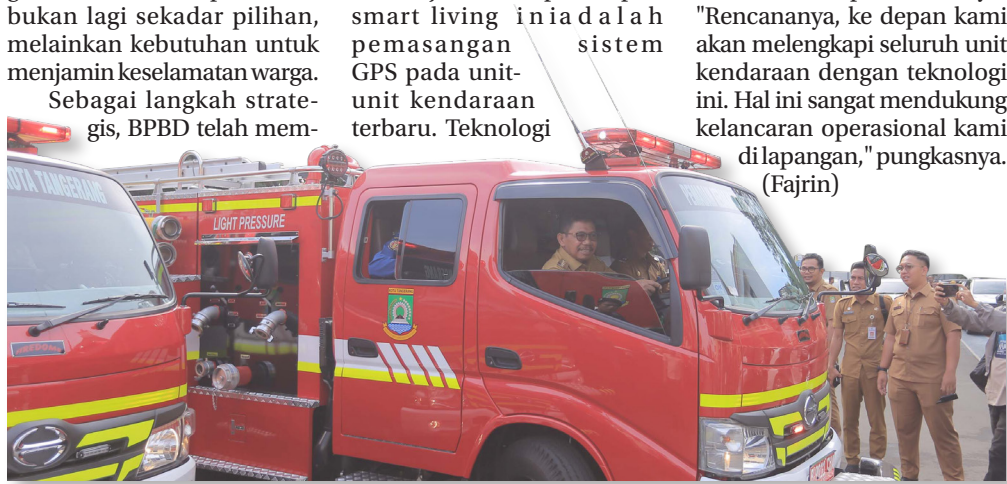 bukan lagi sekadar pilihan,
melainkan kebutuhan untuk
menjamin keselamatan warga.
Sebagai langkah strate-
gis, BPBD telah mem-
smart living iniadalah
pemasangan sistem
GPS pada unit-
unit kendaraan
terbaru. Teknologi
"Rencananya, ke depan kami
akan melengkapi seluruh unit
kendaraan dengan teknologi
ini. Hal ini sangat mendukung
kelancaran operasional kami
di lapangan," pungkasnya.
(Fajrin)
KOTA TANGERANG
LIGHT PRESSURE